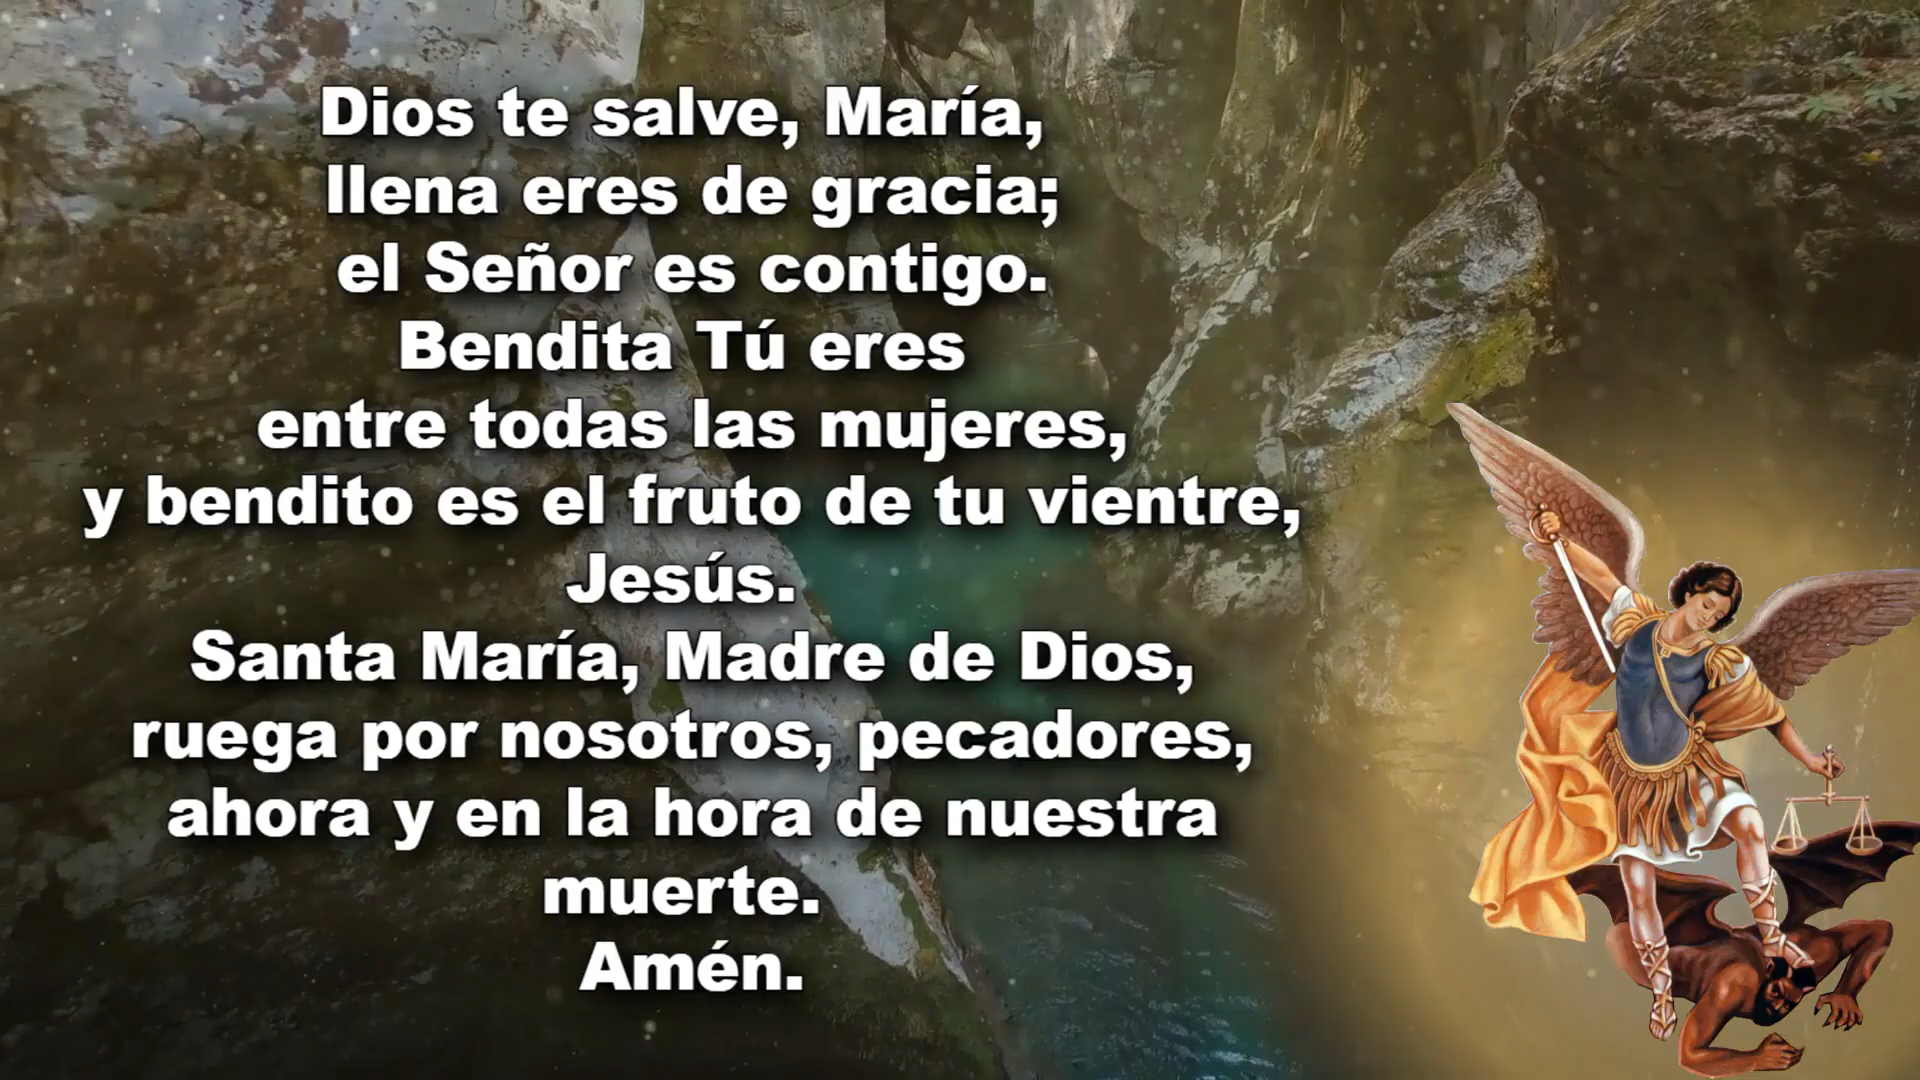 Dios te salve, María,
llena eres de gracia;
el Señor es contigo.
Bendita Tú eres
entre todas las mujeres,
y bendito es el fruto de tu vientre,
Jesús.
Santa María, Madre de Dios,
ruega por nosotros, pecadores,
ahora y en la hora de nuestra
muerte.
Amén.